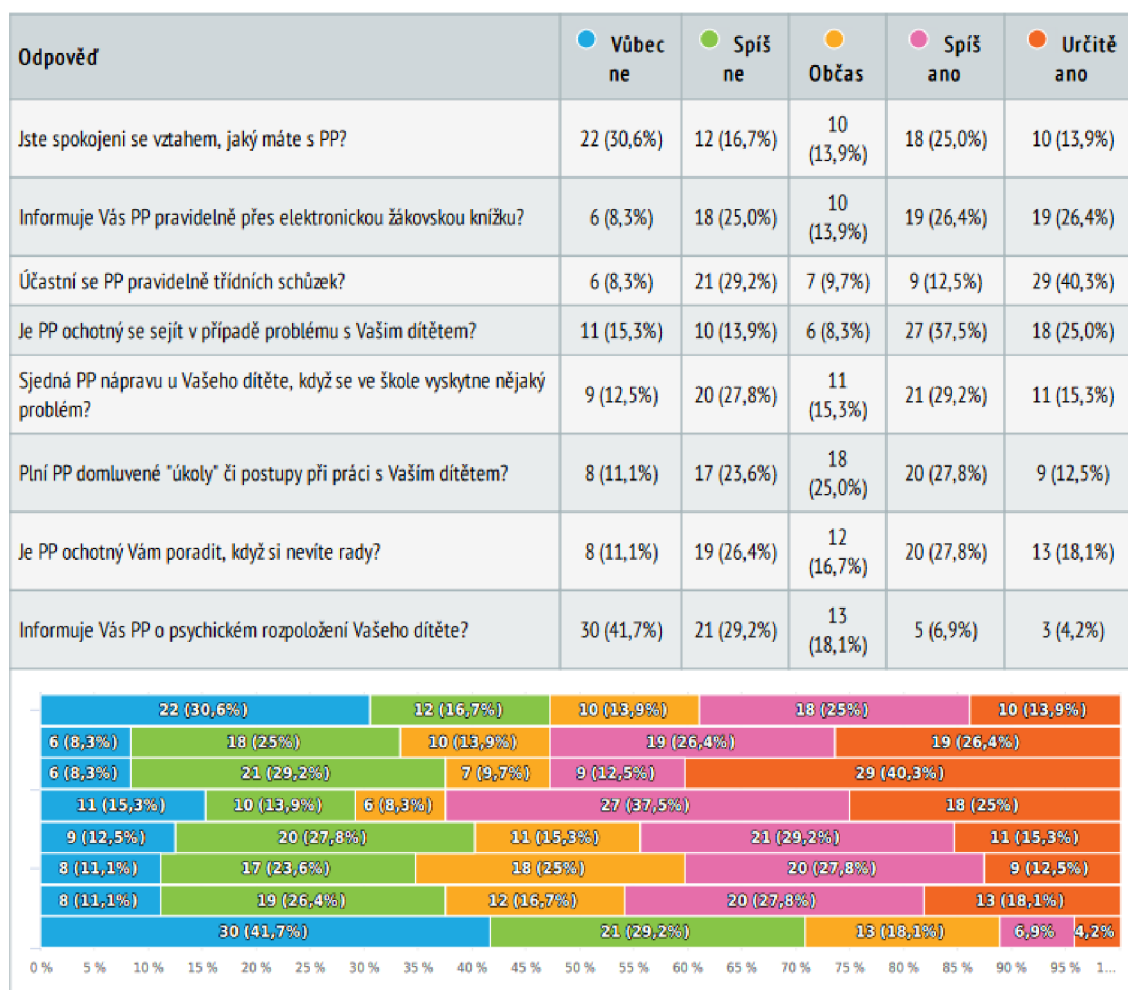 Odpověď Vůbec ne Spíš ne Občas Spíš ano Určitě ano
Jste spokojeni se vztahem, jaký máte s PP? 22 (30,6%) 12 (16,7%) 10 (13,9%) 18 (25,0%) 10 (13,9%)
Informuje Vás PP pravidelně přes elektronickou žákovskou knížku? 6 (8,3%) 18 (25,0%) 10 (13,9%) 19 (26,4%) 19 (26,4%)
Účastní se PP pravidelně třídních schůzek? 6 (8,3%) 21 (29,2%) 7 (9,7%) 9 (12,5%) 29 (40,3%)
Je PP ochotný se sejít v případě problému s Vašim dítětem? 11 (15,3%) 10 (13,9%) 6 (8,3%) 27 (37,5%) 18 (25,0%)
Sjedná PP nápravu u Vašeho dítěte, když se ve škole vyskytne nějaký
problém? 9 (12,5%) 20 (27,8%) 11 (15,3%) 21 (29,2%) 11 (15,3%)
Plní PP domluvené "úkoly" či postupy při práci s Vaším dítětem? 8 (11,1%) 17 (23,6%) 18 (25,0%) 20 (27,8%) 9 (12,5%)
Je PP ochotný Vám poradit, když si nevíte rady? 8 (11,1%) 19 (26,4%) 12 (16,7%) 20 (27,8%) 13 (18,1%)
Informuje Vás PP o psychickém rozpoložení Vašeho dítěte? 30 (41,7%) 21 (29,2%) 13 (18,1%) 5 (6,9%) 3 (4,2%)
22 (30,6%) 12 (16,7%) 10 (13,9%) 18 (25%) 10 (13,9%)
6 (8,3%) 18 (25%) 10 (13,9%) 19 (26,4%) 19 (26,4%)
6 (8,3%) 21 (29,2%) 7 (9,7%) 9 (12,5%) 29 (40,3%)
11 (15,3%) 10 (13,9%) 6 (8,3%) 27 (37,5%) 18 (25%)
9 (12,5%) 20 (27,8%) 11 (15,3%) 21 (29,2%) 11 (15,3%)
8 (11,1%) 17 (23,6%) 18 (25%) 20 (27,8%) 9 (12,5%)
8 (11,1%) 19 (26,4%) 12 (16,7%) 20 (27,8%) 13 (18,1%)
30 (41,7%) 21 (29,2%) 13 (18,1%) 6,9% 4,2%
0 % 5 % 10 % 15 % 20 % 25 % 30 % 35 % 40 % 45 % 50 % 55 % 60 % 65 % 70 % 75 % 80 % 85 % 90 % 95 % 1...